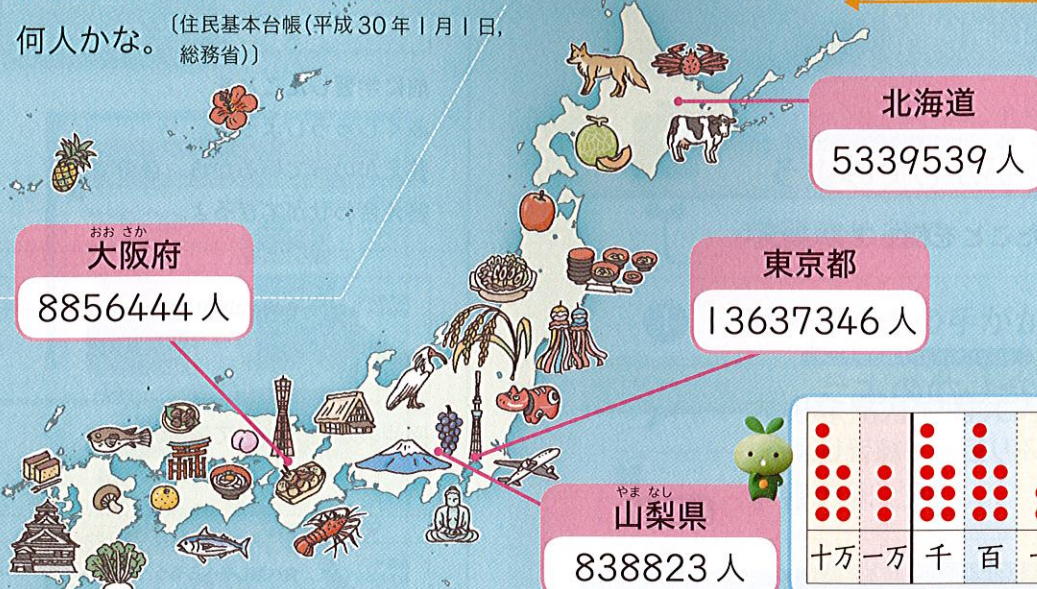 何人かな。
〔住民基本台帳(平成30年1月1日,
総務省)〕
北海道
5339539人
おおさか
大阪府
8856444人
東京都
13637346人
やまなし
山梨県
838823人
十万 一万 千 百